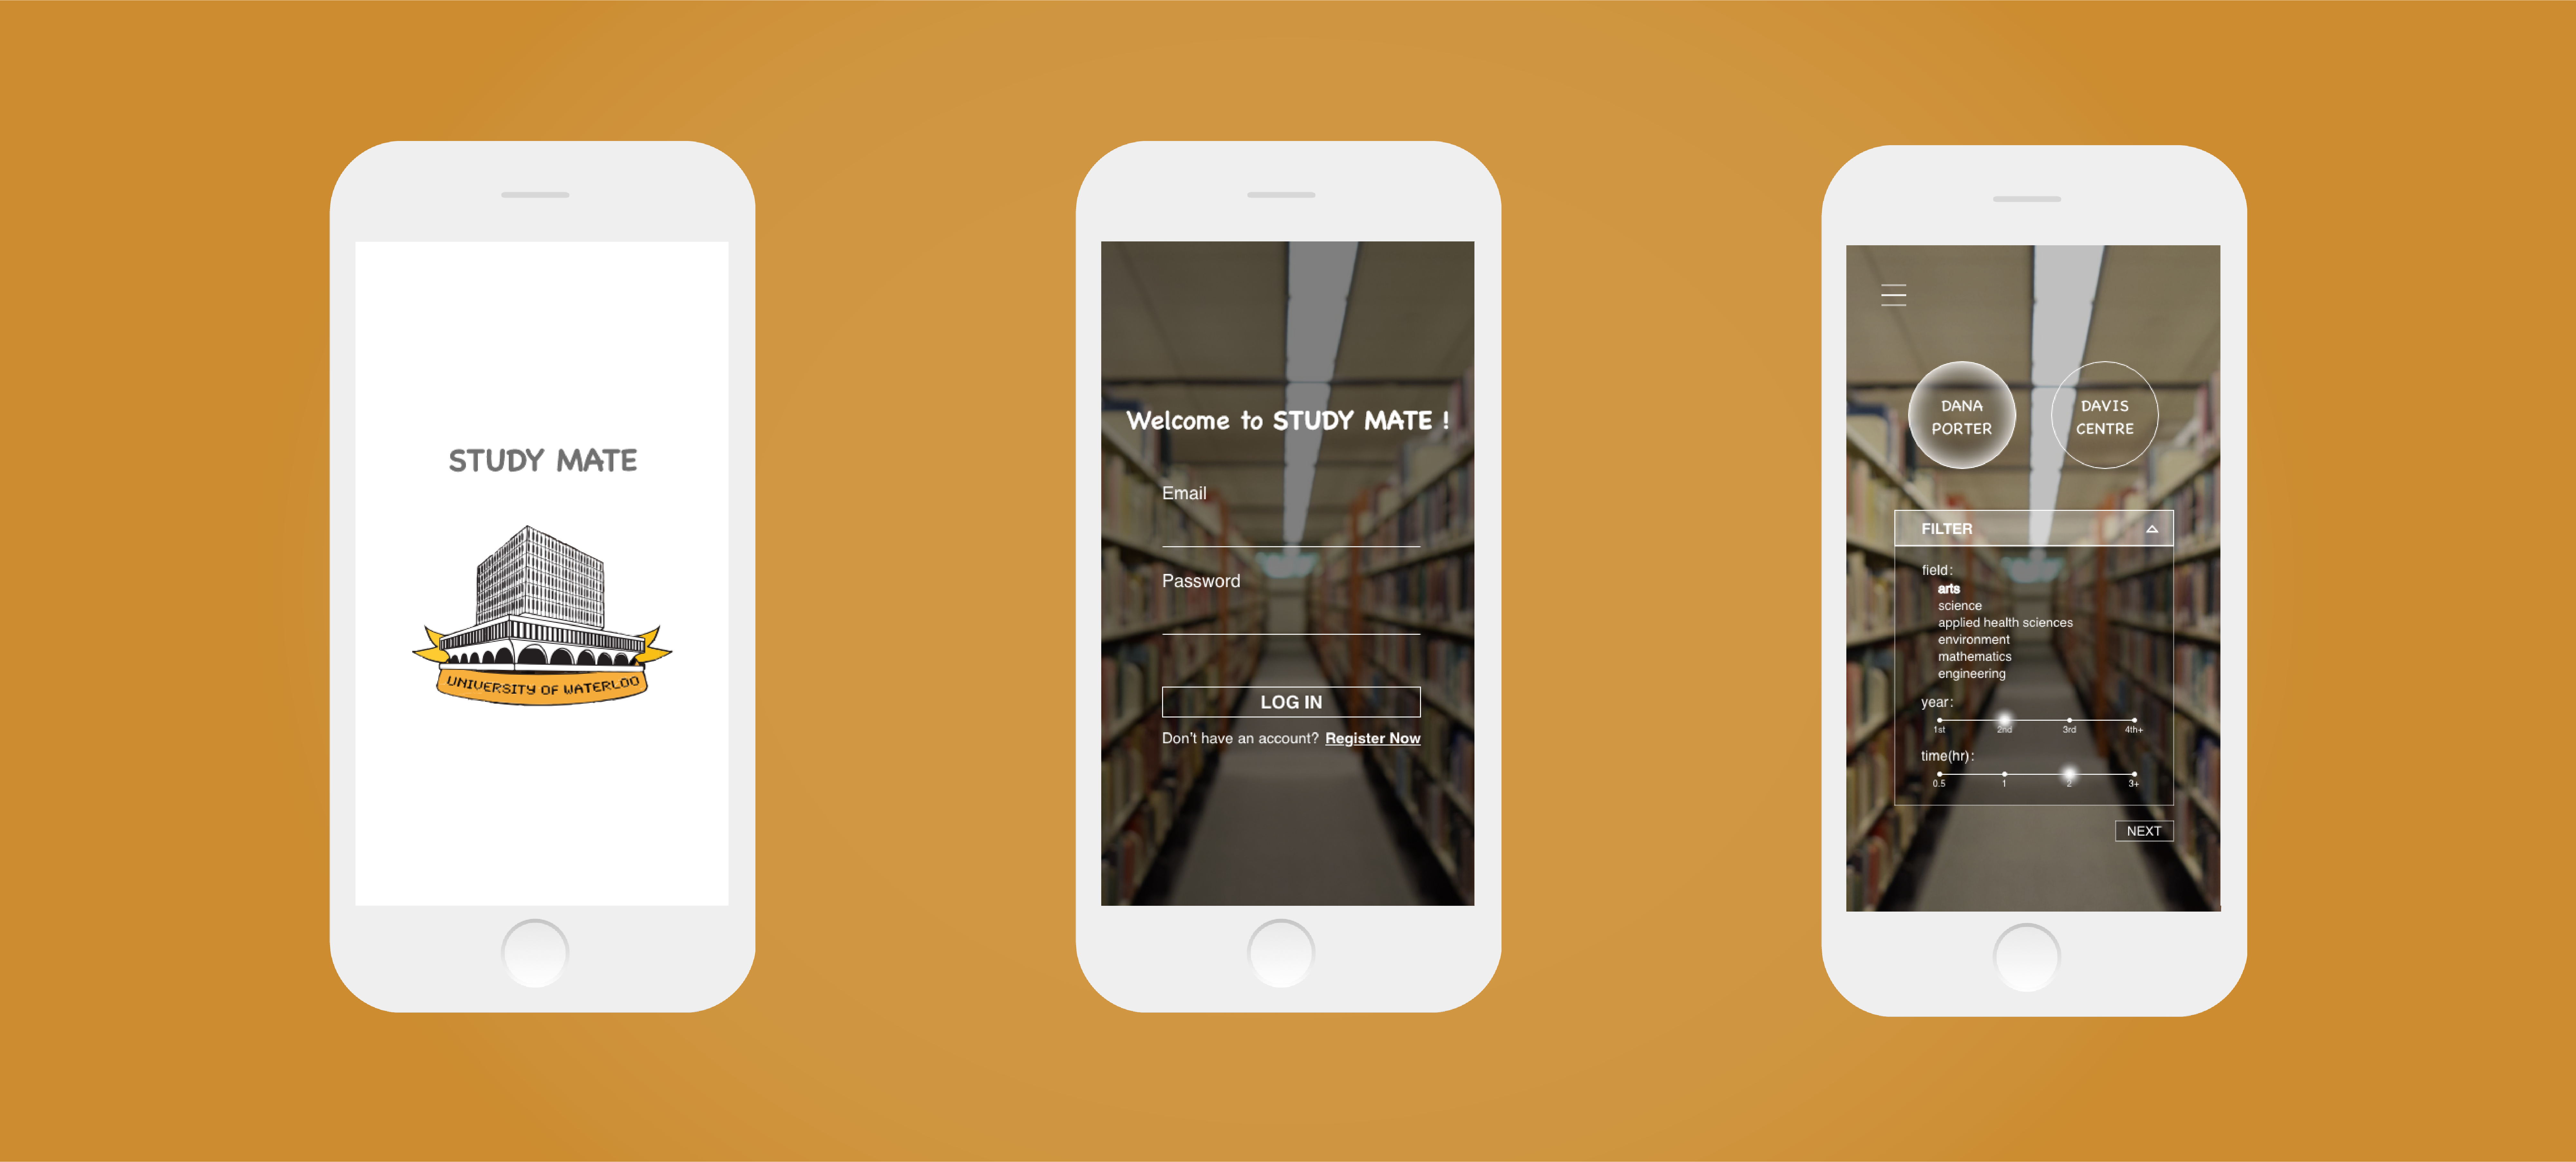 STUDY MATE
UNIVERSITY OF WATERLOO
Welcome to STUDY MATE !
Email
Password
LOG IN
Don't have an account? Register Now
DANA
PORTER
DAVIS
CENTRE
FILTER
field:
arts
science
applied health sciences
environment
mathematics
engineering
year:
1st 2nd 3rd 4th+
time(hr):
0.5 1 2 3+
NEXT